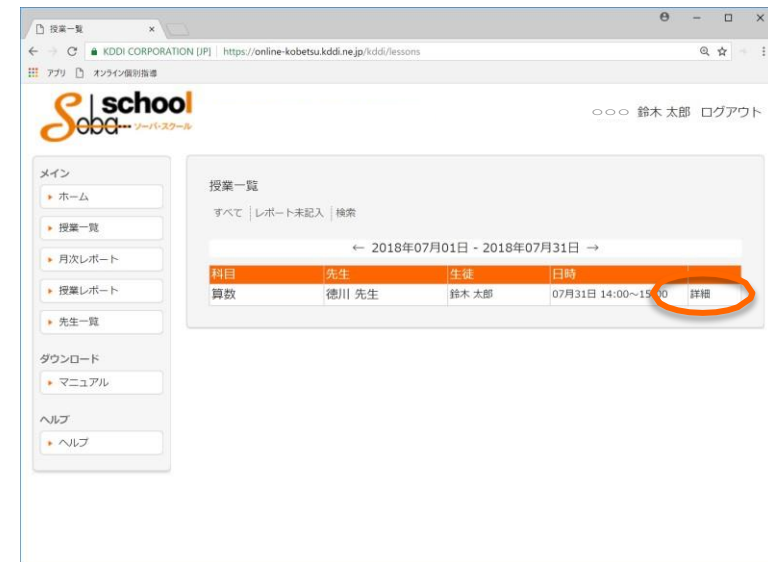 授業一覧
KDDI CORPORATION [JP] | https://online-kobetsu.kddi.ne.jp/kddi/lessons
アプリ オンライン個別指導
Soba school
ソーバ・スクール
○○○ 鈴木 太郎 ログアウト
メイン
ホーム
授業一覧
月次レポート
授業レポート
先生一覧
ダウンロード
マニュアル
ヘルプ
ヘルプ
授業一覧
すべて | レポート未記入 | 検索
← 2018年07月01日 - 2018年07月31日 →
科目 先生 生徒 日時
算数 徳川 先生 鈴木 太郎 07月31日 14:00～15:00 詳細